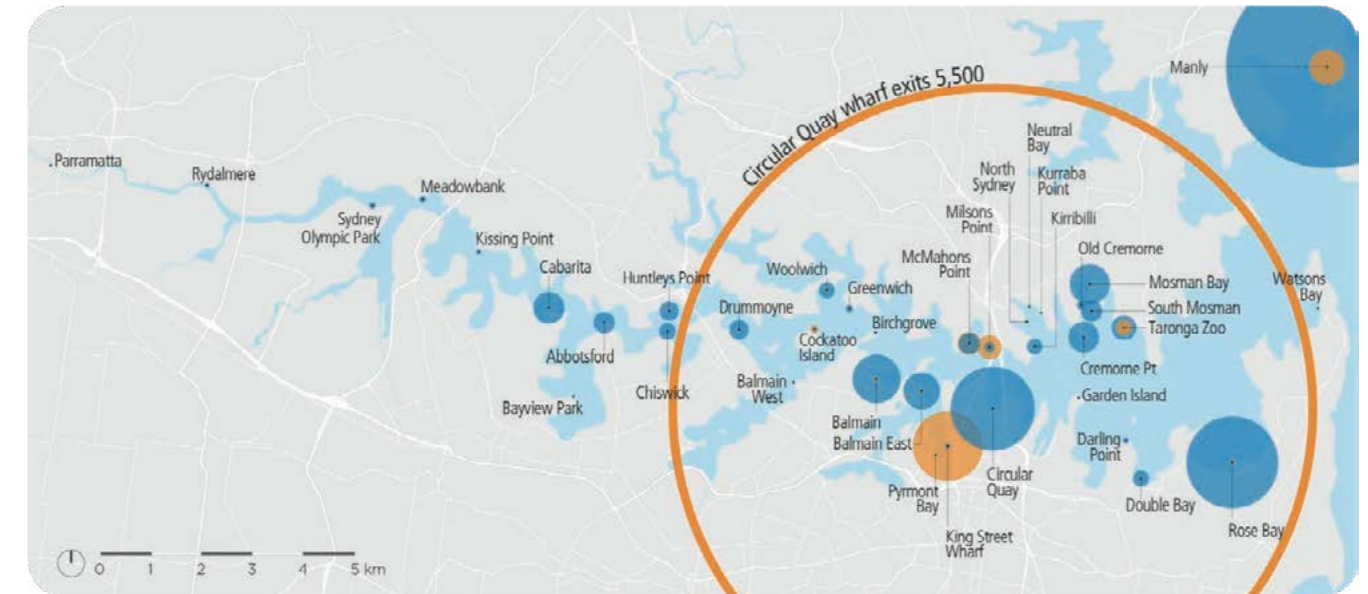 Manly
Circular Quay wharf exits 5,500
Parramatta
Rydalmere
Meadowbank
Sydney
Olympic Park
Kissing Point
Cabarita
Huntleys Point
Abbotsford
Bayview Park
Chiswick
Drummoyne
Woolwich
Greenwich
Cockatoo
Island
Birchgrove
Balmain
West
Balmain
Balmain East
McMahons
Point
Milsons
Point
North
Sydney
Neutral
Bay
Kurraba
Point
Kirribilli
Old Cremorne
Mosman Bay
South Mosman
Taronga Zoo
Cremorne Pt
Watsons
Bay
Garden Island
Darling
Point
Double Bay
Rose Bay
Circular
Quay
Pyrmont
Bay
King Street
Wharf
0 1 2 3 4 5 km